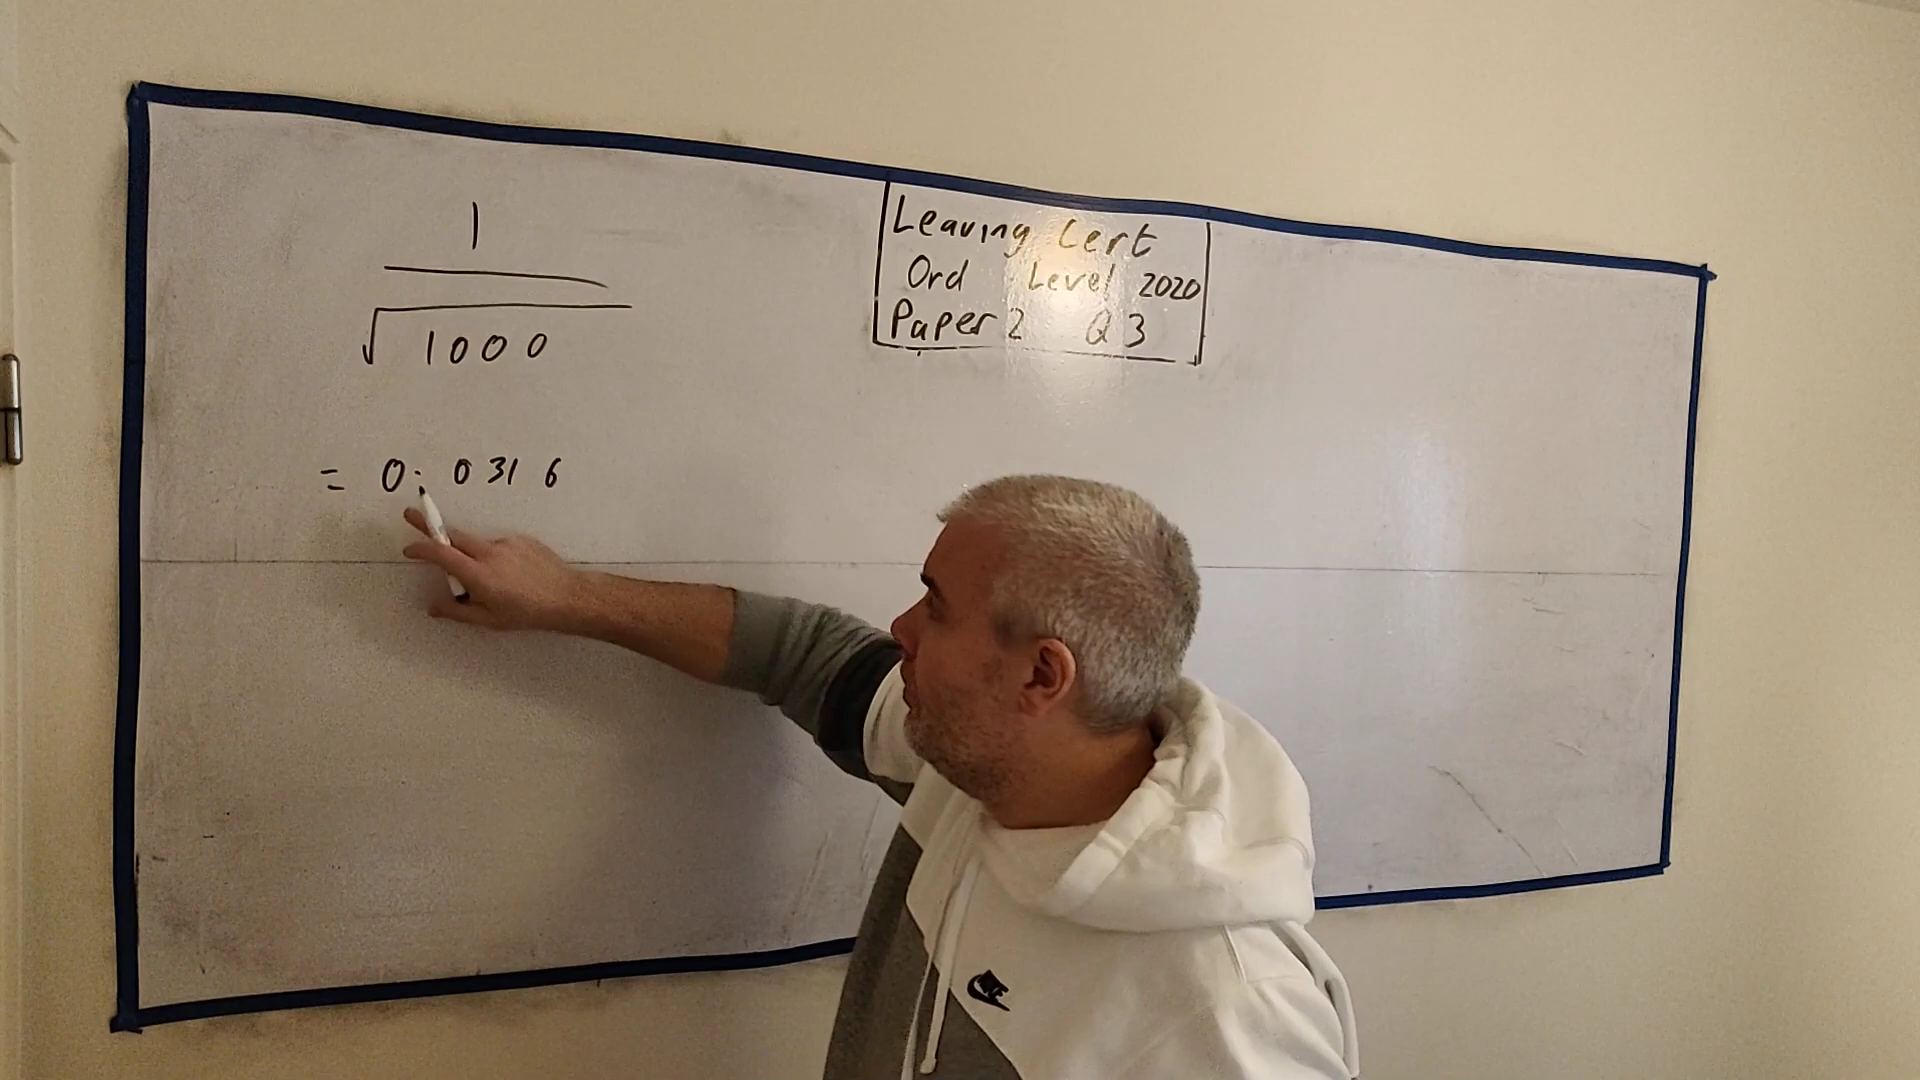 1
√1000
= 0.0316
Leaving Cert
Ord Level 2020
Paper 2 Q3